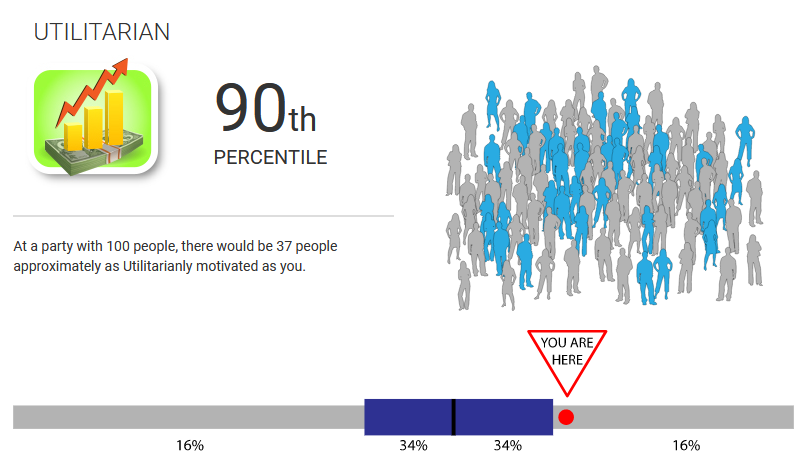 UTILITARIAN
90th
PERCENTILE
At a party with 100 people, there would be 37 people
approximately as Utilitarianly motivated as you.
YOU ARE
HERE
16%
34%
34%
16%